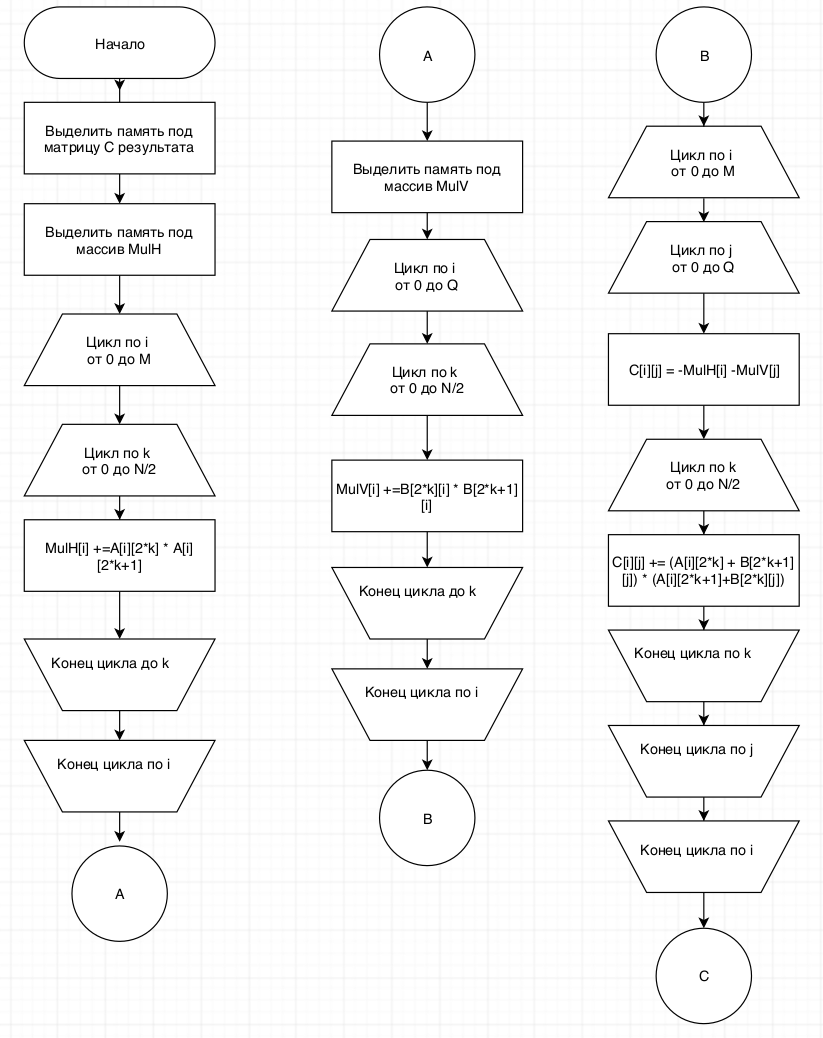 Начало
Выделить память под
матрицу C результата
Выделить память под
массив MulH
Цикл по i
от 0 до M
Цикл по k
от 0 до N/2
MulH[i] +=A[i][2*k] * A[i]
[2*k+1]
Конец цикла до k
Конец цикла по i
A
A
Выделить память под
массив MulV
Цикл по i
от 0 до Q
Цикл по k
от 0 до N/2
MulV[i] +=B[2*k][i] * B[2*k+1]
[i]
Конец цикла до k
Конец цикла по i
B
B
Цикл по i
от 0 до M
Цикл по j
от 0 до Q
C[i][j] = -MulH[i] -MulV[j]
Цикл по k
от 0 до N/2
C[i][j] += (A[i][2*k] + B[2*k+1]
[j]) * (A[i][2*k+1]+B[2*k][j])
Конец цикла по k
Конец цикла по j
Конец цикла по i
C